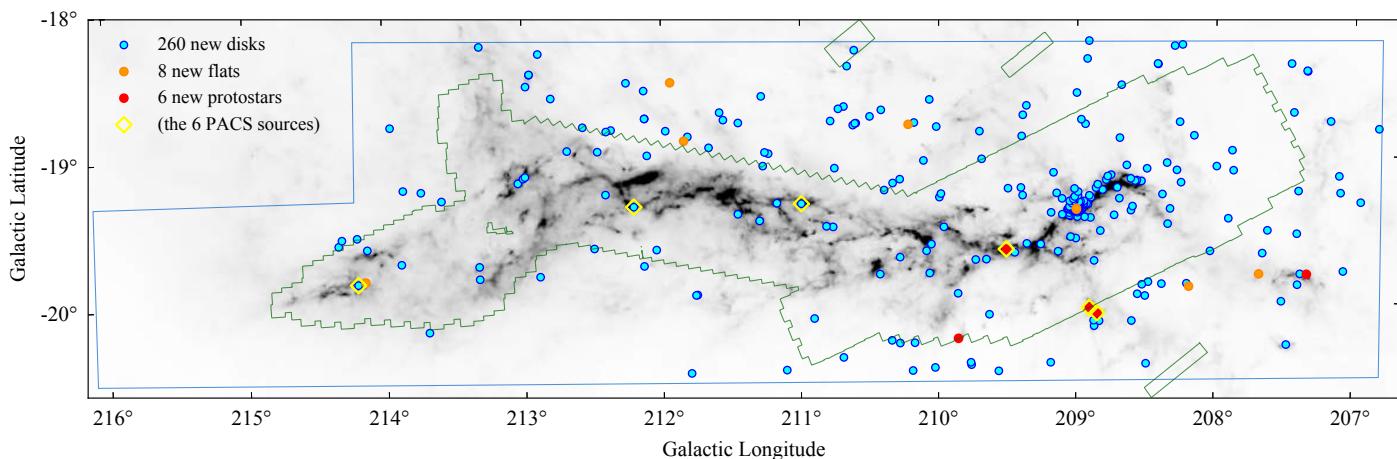 -18°
-19°
-20°
Galactic Latitude
260 new disks
8 new flats
6 new protostars
(the 6 PACS sources)
216° 215° 214° 213° 212° 211° 210° 209° 208° 207°
Galactic Longitude